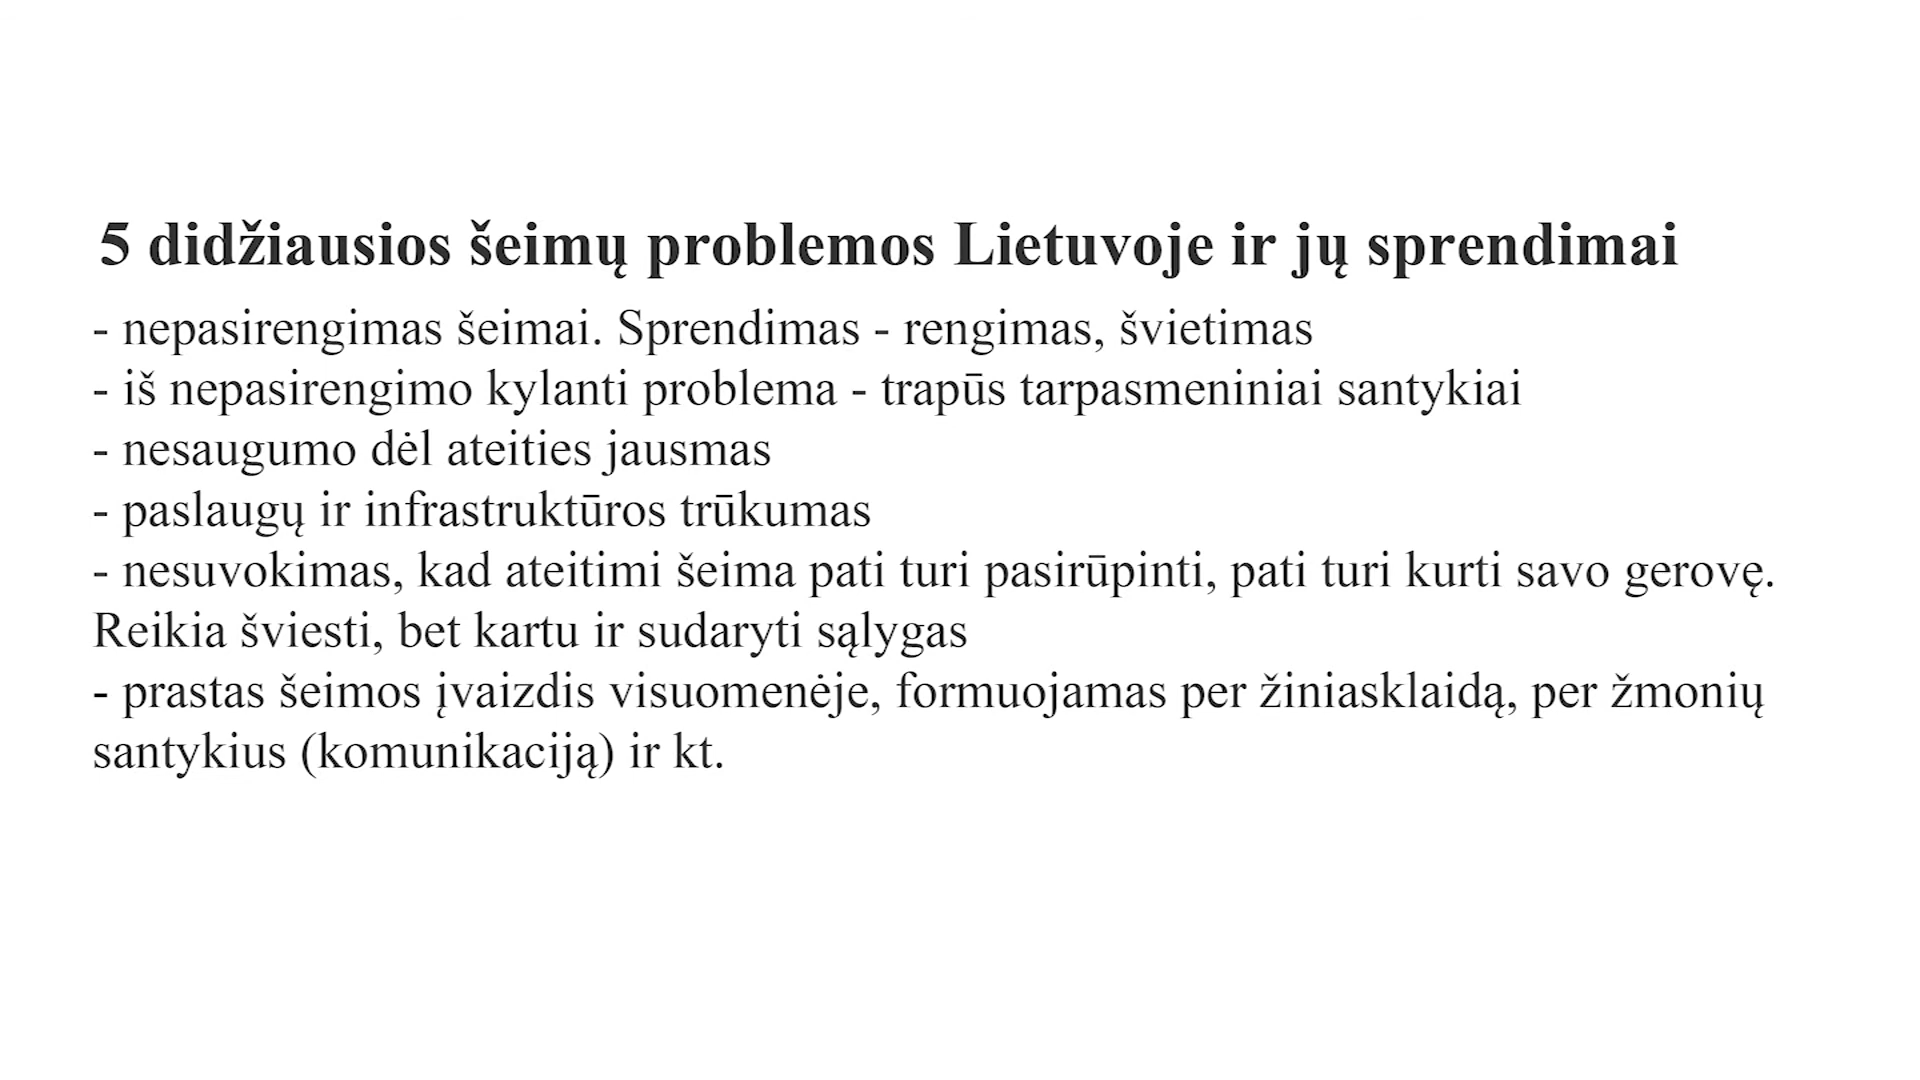 5 didžiausios šeimų problemos Lietuvoje ir jų sprendimai
- nepasirengimas šeimai. Sprendimas - rengimas, švietimas
- iš nepasirengimo kylanti problema - trapūs tarpasmeniniai santykiai
- nesaugumo dėl ateities jausmas
- paslaugų ir infrastruktūros trūkumas
- nesuvokimas, kad ateitimi šeima pati turi pasirūpinti, pati turi kurti savo gerovę.
Reikia šviesti, bet kartu ir sudaryti sąlygas
- prastas šeimos įvaizdis visuomenėje, formuojamas per žiniasklaidą, per žmonių
santykius (komunikaciją) ir kt.